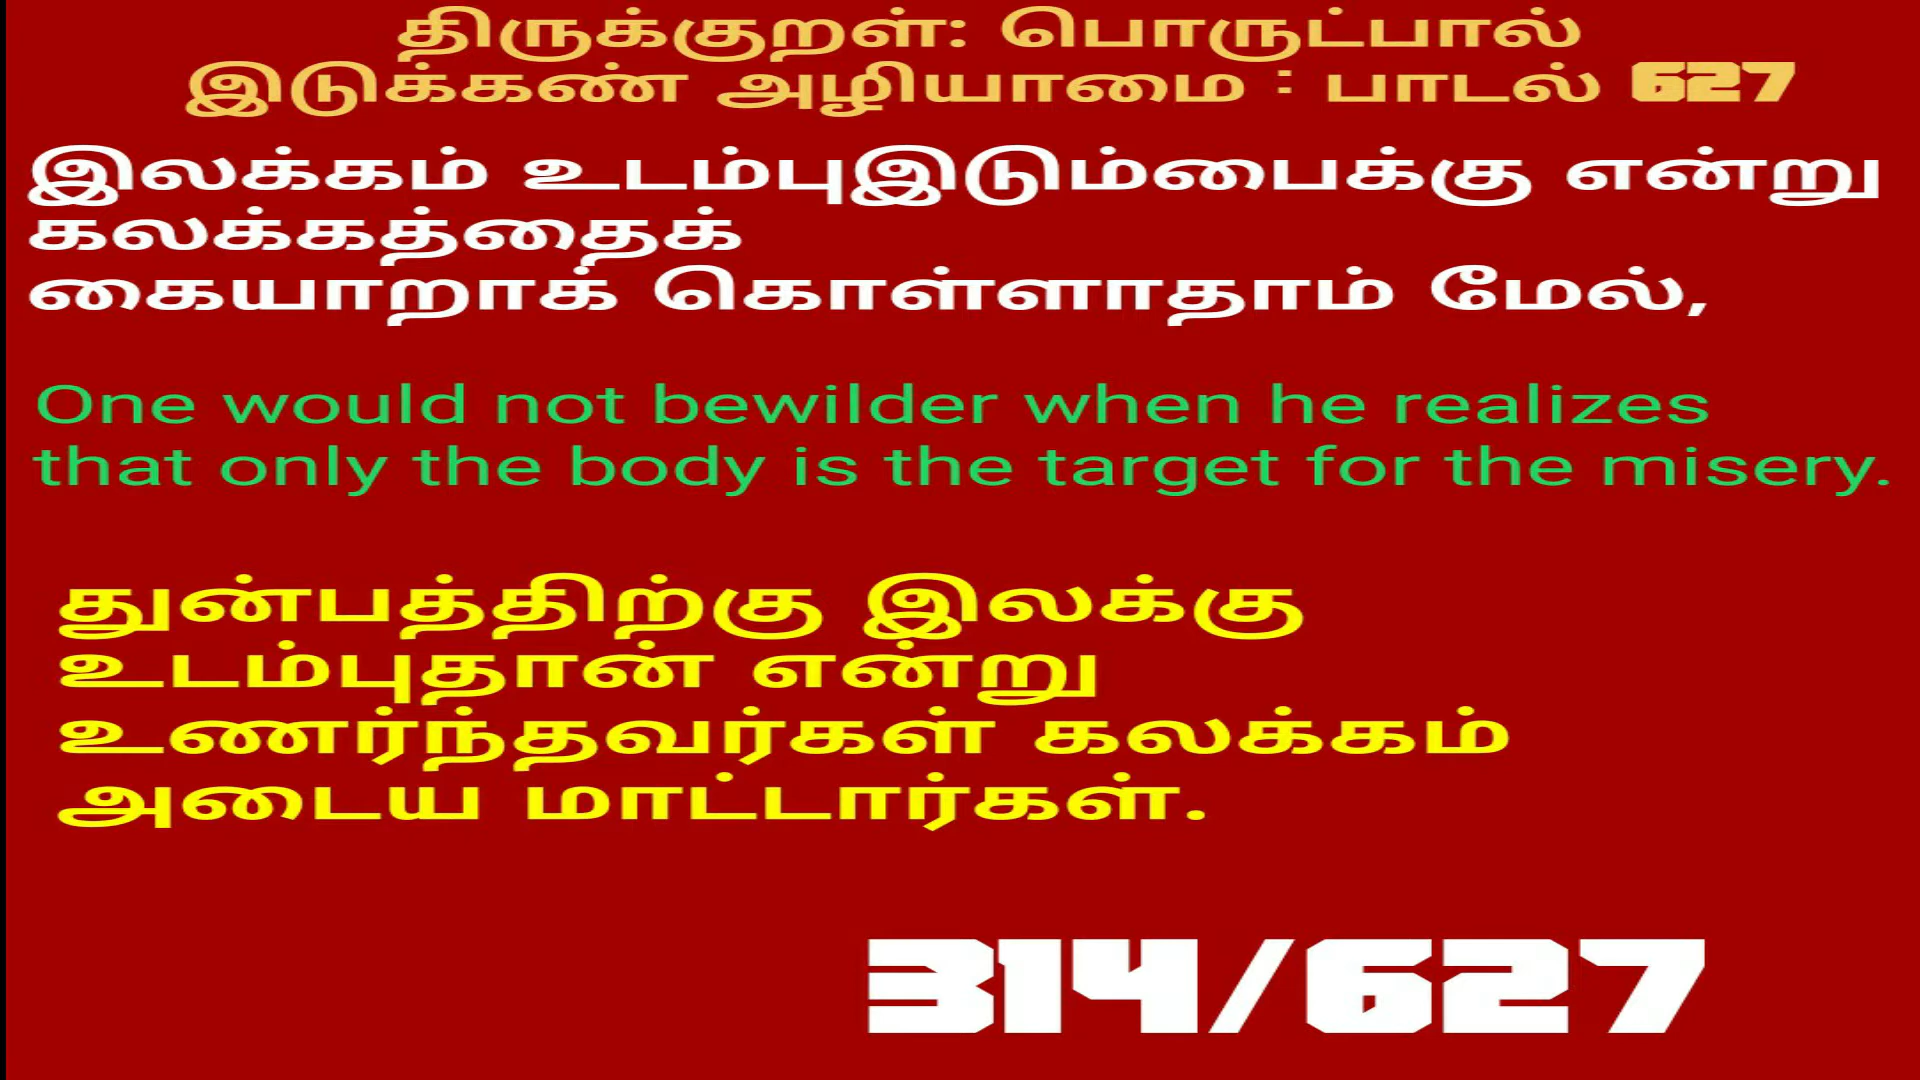 திருக்குறள்: பொருட்பால்
இடுக்கண் அழியாமை : பாடல் 627
இலக்கம் உடம்புஇடும்பைக்கு என்று
கலக்கத்தைக்
கையாறாக் கொள்ளாதாம் மேல்,
One would not bewilder when he realizes
that only the body is the target for the misery.
துன்பத்திற்கு இலக்கு
உடம்புதான் என்று
உணர்ந்தவர்கள் கலக்கம்
அடைய மாட்டார்கள்.
314/627